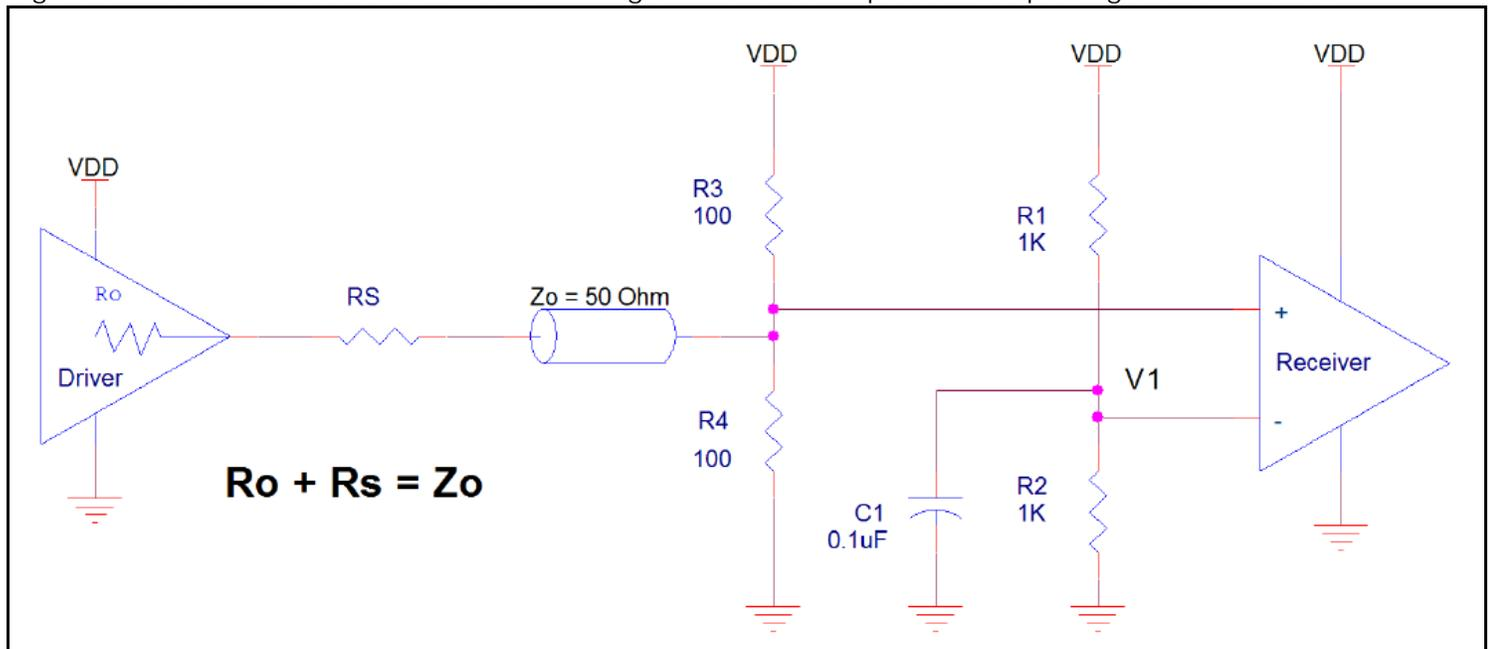 VDD
VDD
VDD
VDD
R3
100
R1
1K
Ro
RS
Zo = 50 Ohm
+
Receiver
Driver
V1
-
R4
100
Ro + Rs = Zo
R2
1K
C1
0.1uF